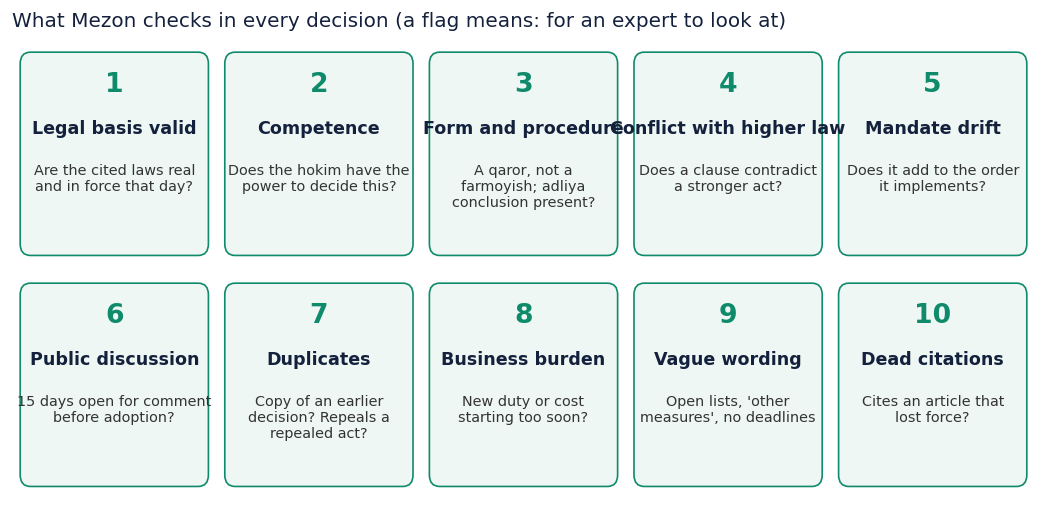 What Mezon checks in every decision (a flag means: for an expert to look at)
1
Legal basis valid
Are the cited laws real
and in force that day?
2
Competence
Does the hokim have the
power to decide this?
3
Form and procedure
A qaror, not a
farmoyish; adliya
conclusion present?
4
Conflict with higher law
Does a clause contradict
a stronger act?
5
Mandate drift
Does it add to the order
it implements?
6
Public discussion
15 days open for comment
before adoption?
7
Duplicates
Copy of an earlier
decision? Repeals a
repealed act?
8
Business burden
New duty or cost
starting too soon?
9
Vague wording
Open lists, 'other
measures', no deadlines
10
Dead citations
Cites an article that
lost force?